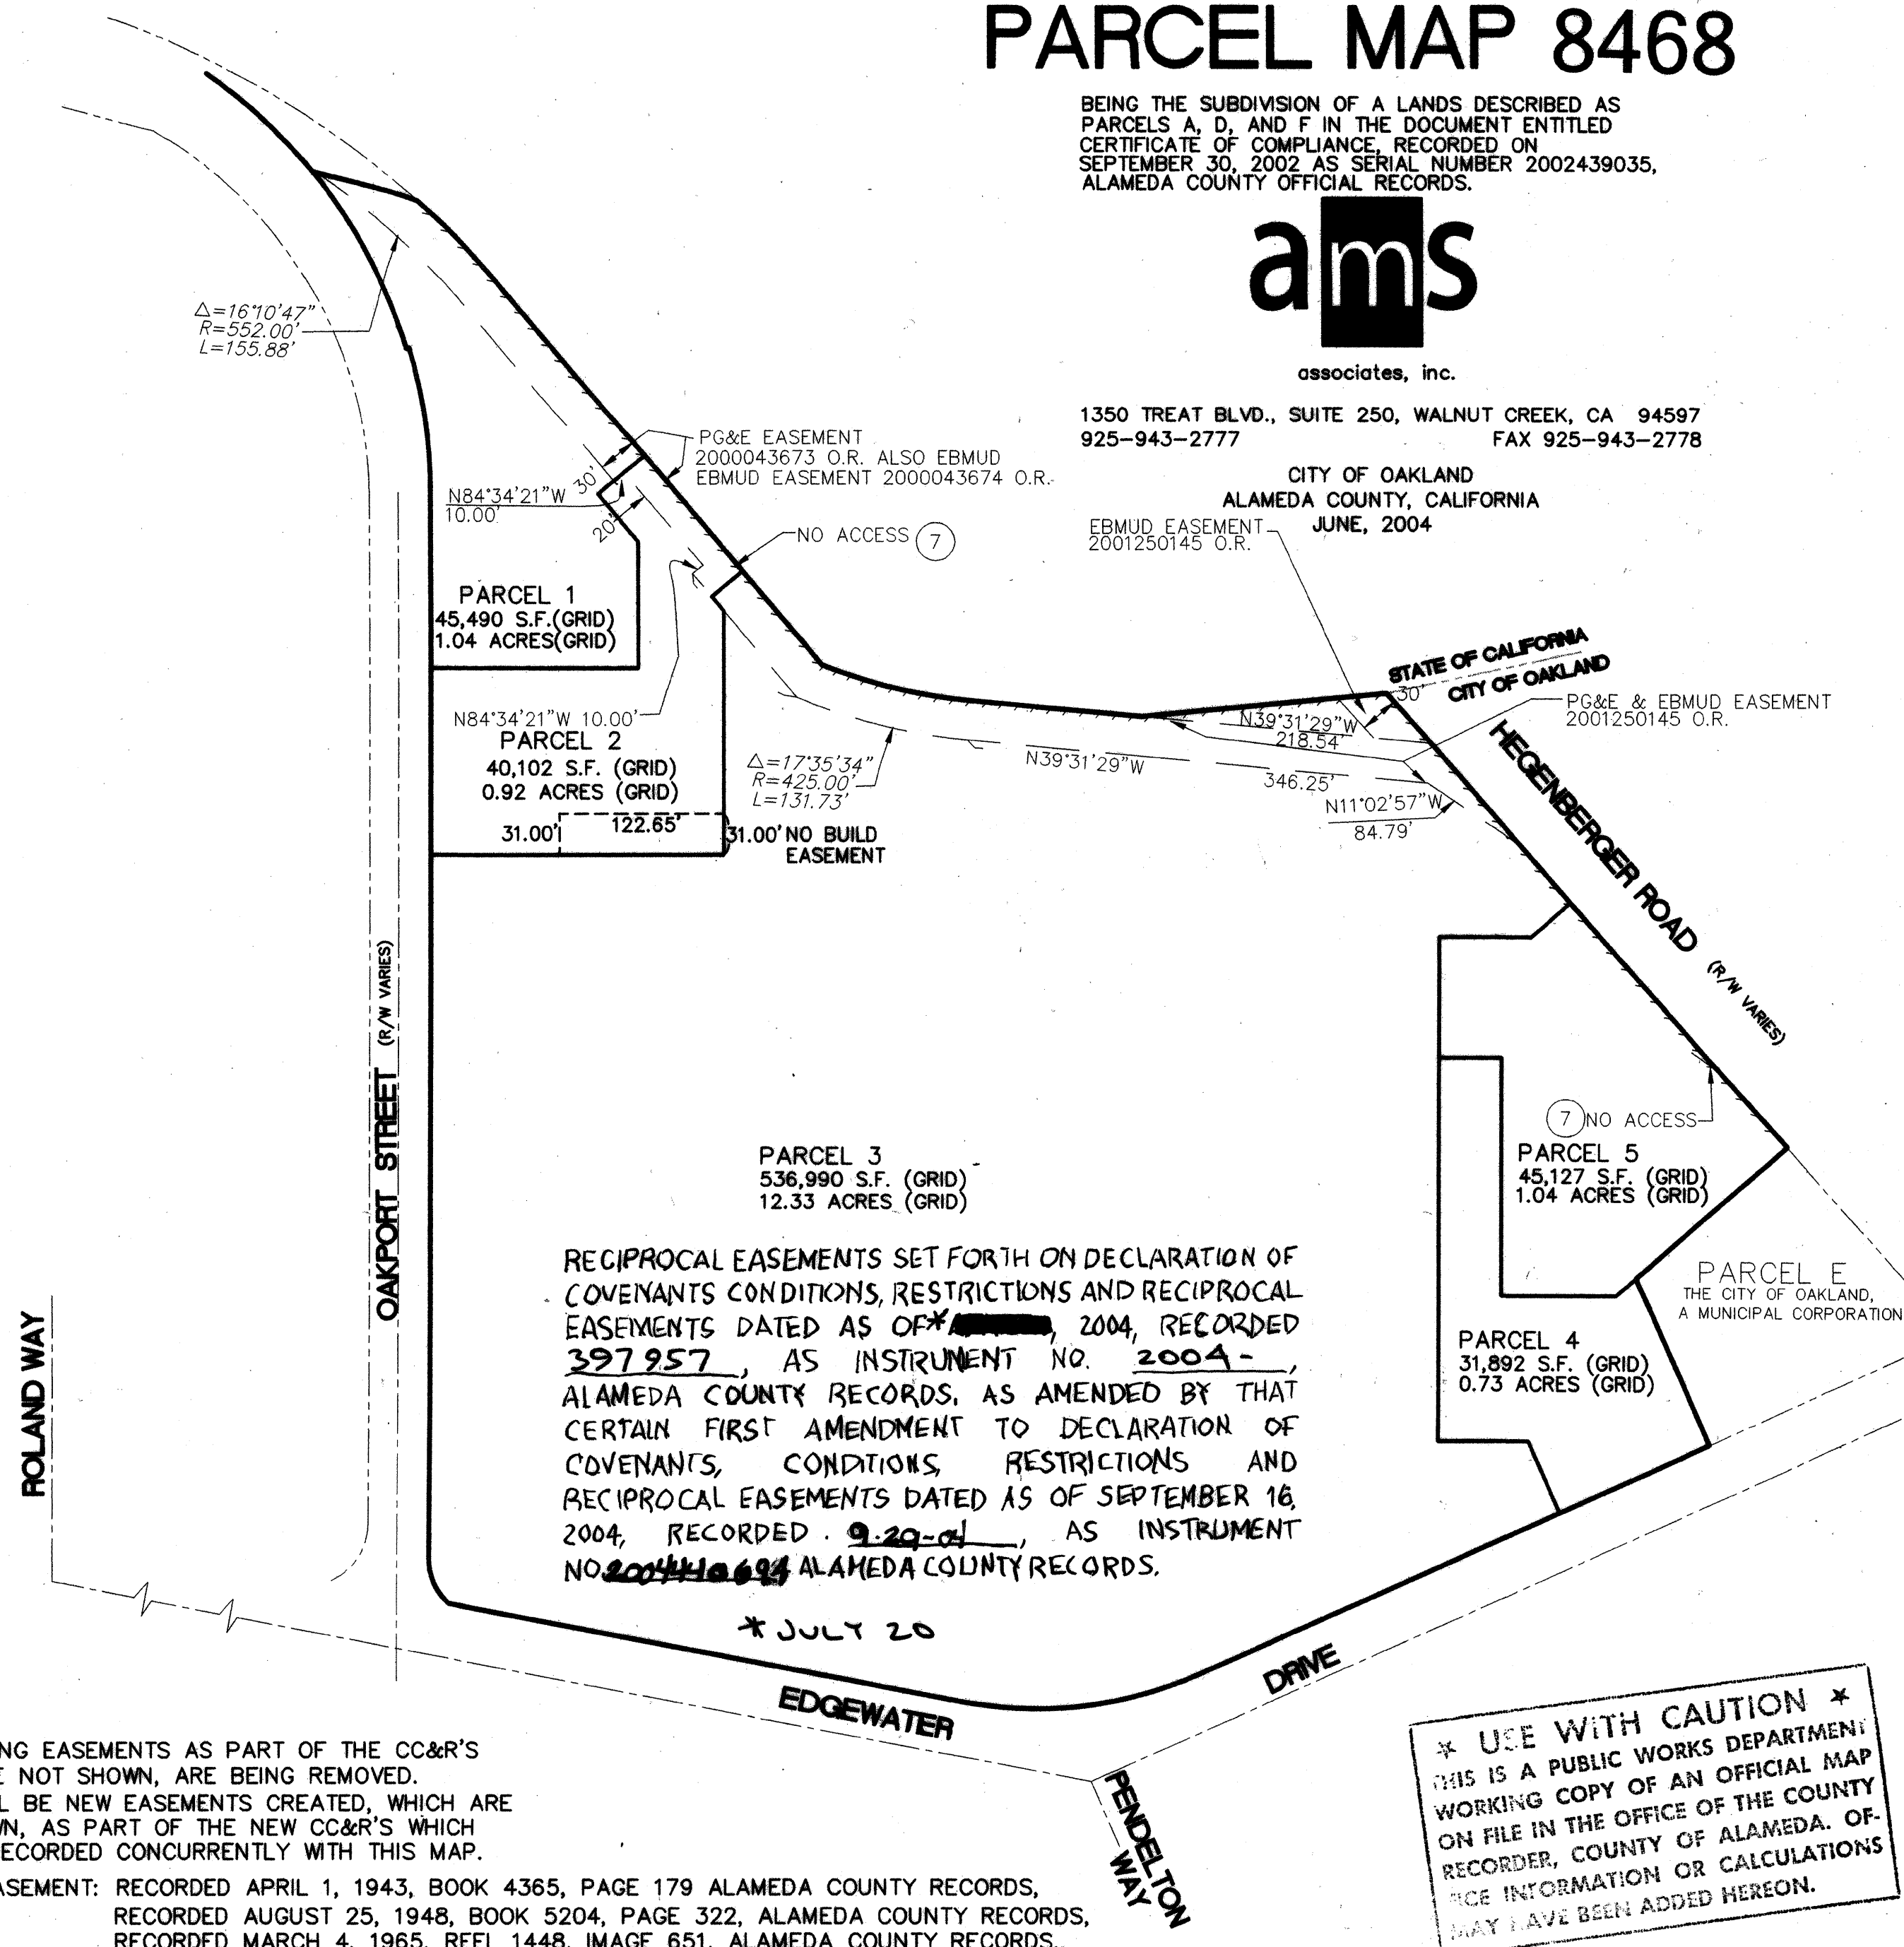 PARCEL MAP 8468
BEING THE SUBDIVISION OF A LANDS DESCRIBED AS
PARCELS A, D, AND F IN THE DOCUMENT ENTITLED
CERTIFICATE OF COMPLIANCE, RECORDED ON
SEPTEMBER 30, 2002 AS SERIAL NUMBER 2002439035,
ALAMEDA COUNTY OFFICIAL RECORDS.
ams
associates, inc.
1350 TREAT BLVD., SUITE 250, WALNUT CREEK, CA 94597
925-943-2777 FAX 925-943-2778
CITY OF OAKLAND
ALAMEDA COUNTY, CALIFORNIA
JUNE, 2004
Δ=16°10'47"
R=552.00'
L=155.88'
PG&E EASEMENT
2000043673 O.R. ALSO EBMUD
EBMUD EASEMENT 2000043674 O.R.
30'
N84°34'21"W
10.00'
20'
NO ACCESS 7
EBMUD EASEMENT
2001250145 O.R.
PARCEL 1
45,490 S.F.(GRID)
1.04 ACRES(GRID)
STATE OF CALIFORNIA
CITY OF OAKLAND
30'
PG&E & EBMUD EASEMENT
2001250145 O.R.
N84°34'21"W 10.00'
PARCEL 2
40,102 S.F. (GRID)
0.92 ACRES (GRID)
31.00'
122.65'
31.00' NO BUILD
EASEMENT
Δ=17°35'34"
R=425.00'
L=131.73'
N39°31'29"W
218.54'
N39°31'29"W
346.25'
N11°02'57"W
84.79'
HEGENBERGER ROAD (R/W VARIES)
OAKPORT STREET (R/W VARIES)
7 NO ACCESS
PARCEL 5
45,127 S.F. (GRID)
1.04 ACRES (GRID)
PARCEL 3
536,990 S.F. (GRID)
12.33 ACRES (GRID)
RECIPROCAL EASEMENTS SET FORTH ON DECLARATION OF
COVENANTS CONDITIONS, RESTRICTIONS AND RECIPROCAL
EASEMENTS DATED AS OF* , 2004, RECORDED
397957, AS INSTRUMENT NO. 2004-,
ALAMEDA COUNTY RECORDS, AS AMENDED BY THAT
CERTAIN FIRST AMENDMENT TO DECLARATION OF
COVENANTS, CONDITIONS, RESTRICTIONS AND
RECIPROCAL EASEMENTS DATED AS OF SEPTEMBER 16,
2004, RECORDED 9-29-04, AS INSTRUMENT
NO. ALAMEDA COUNTY RECORDS.
* JULY 20
PARCEL E
THE CITY OF OAKLAND,
A MUNICIPAL CORPORATION
PARCEL 4
31,892 S.F. (GRID)
0.73 ACRES (GRID)
ROLAND WAY
EDGEWATER
DRIVE
PENDELTON
WAY
NG EASEMENTS AS PART OF THE CC&R'S
E NOT SHOWN, ARE BEING REMOVED.
L BE NEW EASEMENTS CREATED, WHICH ARE
WN, AS PART OF THE NEW CC&R'S WHICH
ECORDED CONCURRENTLY WITH THIS MAP.
ASEMENT: RECORDED APRIL 1, 1943, BOOK 4365, PAGE 179 ALAMEDA COUNTY RECORDS,
RECORDED AUGUST 25, 1948, BOOK 5204, PAGE 322, ALAMEDA COUNTY RECORDS,
RECORDED MARCH 4, 1965, REEL 1448, IMAGE 651, ALAMEDA COUNTY RECORDS,
* USE WITH CAUTION *
THIS IS A PUBLIC WORKS DEPARTMENT
WORKING COPY OF AN OFFICIAL MAP
ON FILE IN THE OFFICE OF THE COUNTY
RECORDER, COUNTY OF ALAMEDA. OF-
FICE INFORMATION OR CALCULATIONS
MAY HAVE BEEN ADDED HEREON.